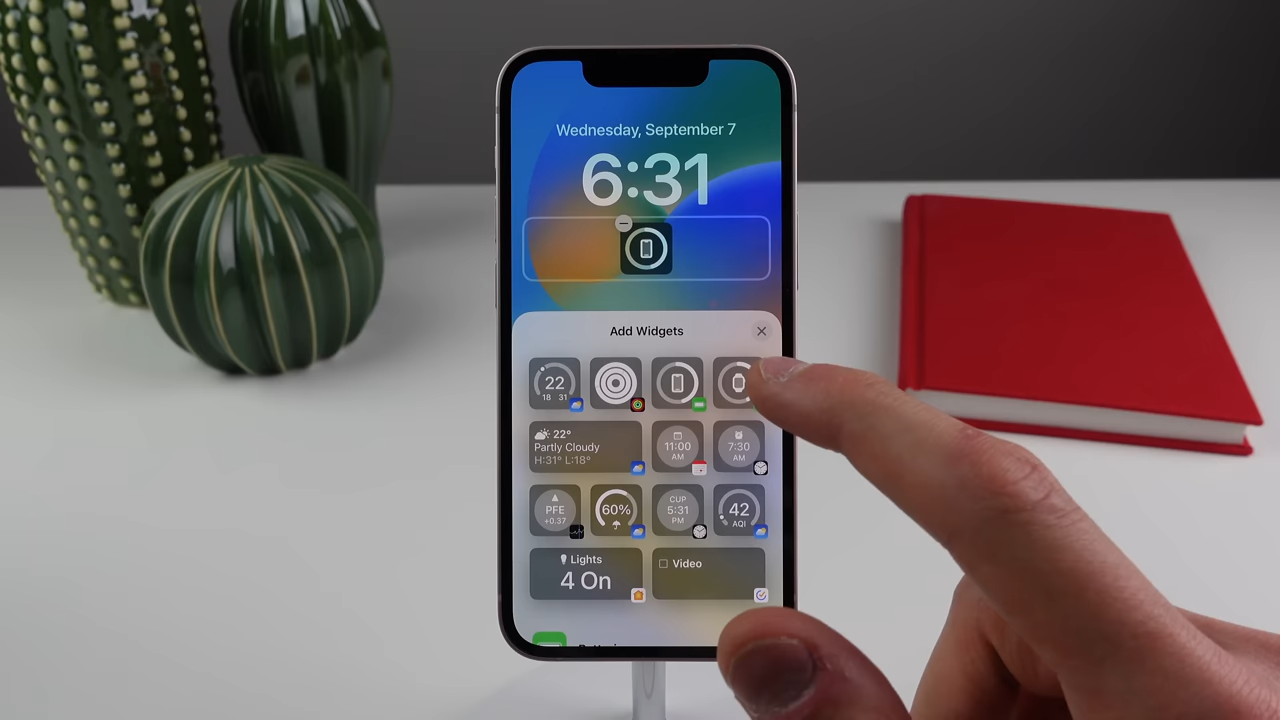 Wednesday, September 7
6:31
Add Widgets
22
18 31
22°
Partly Cloudy
H:31° L:18°
11:00
AM
7:30
AM
PFE
+0.37
60%
CUP
5:31
PM
42
AQI
Lights
4 On
Video